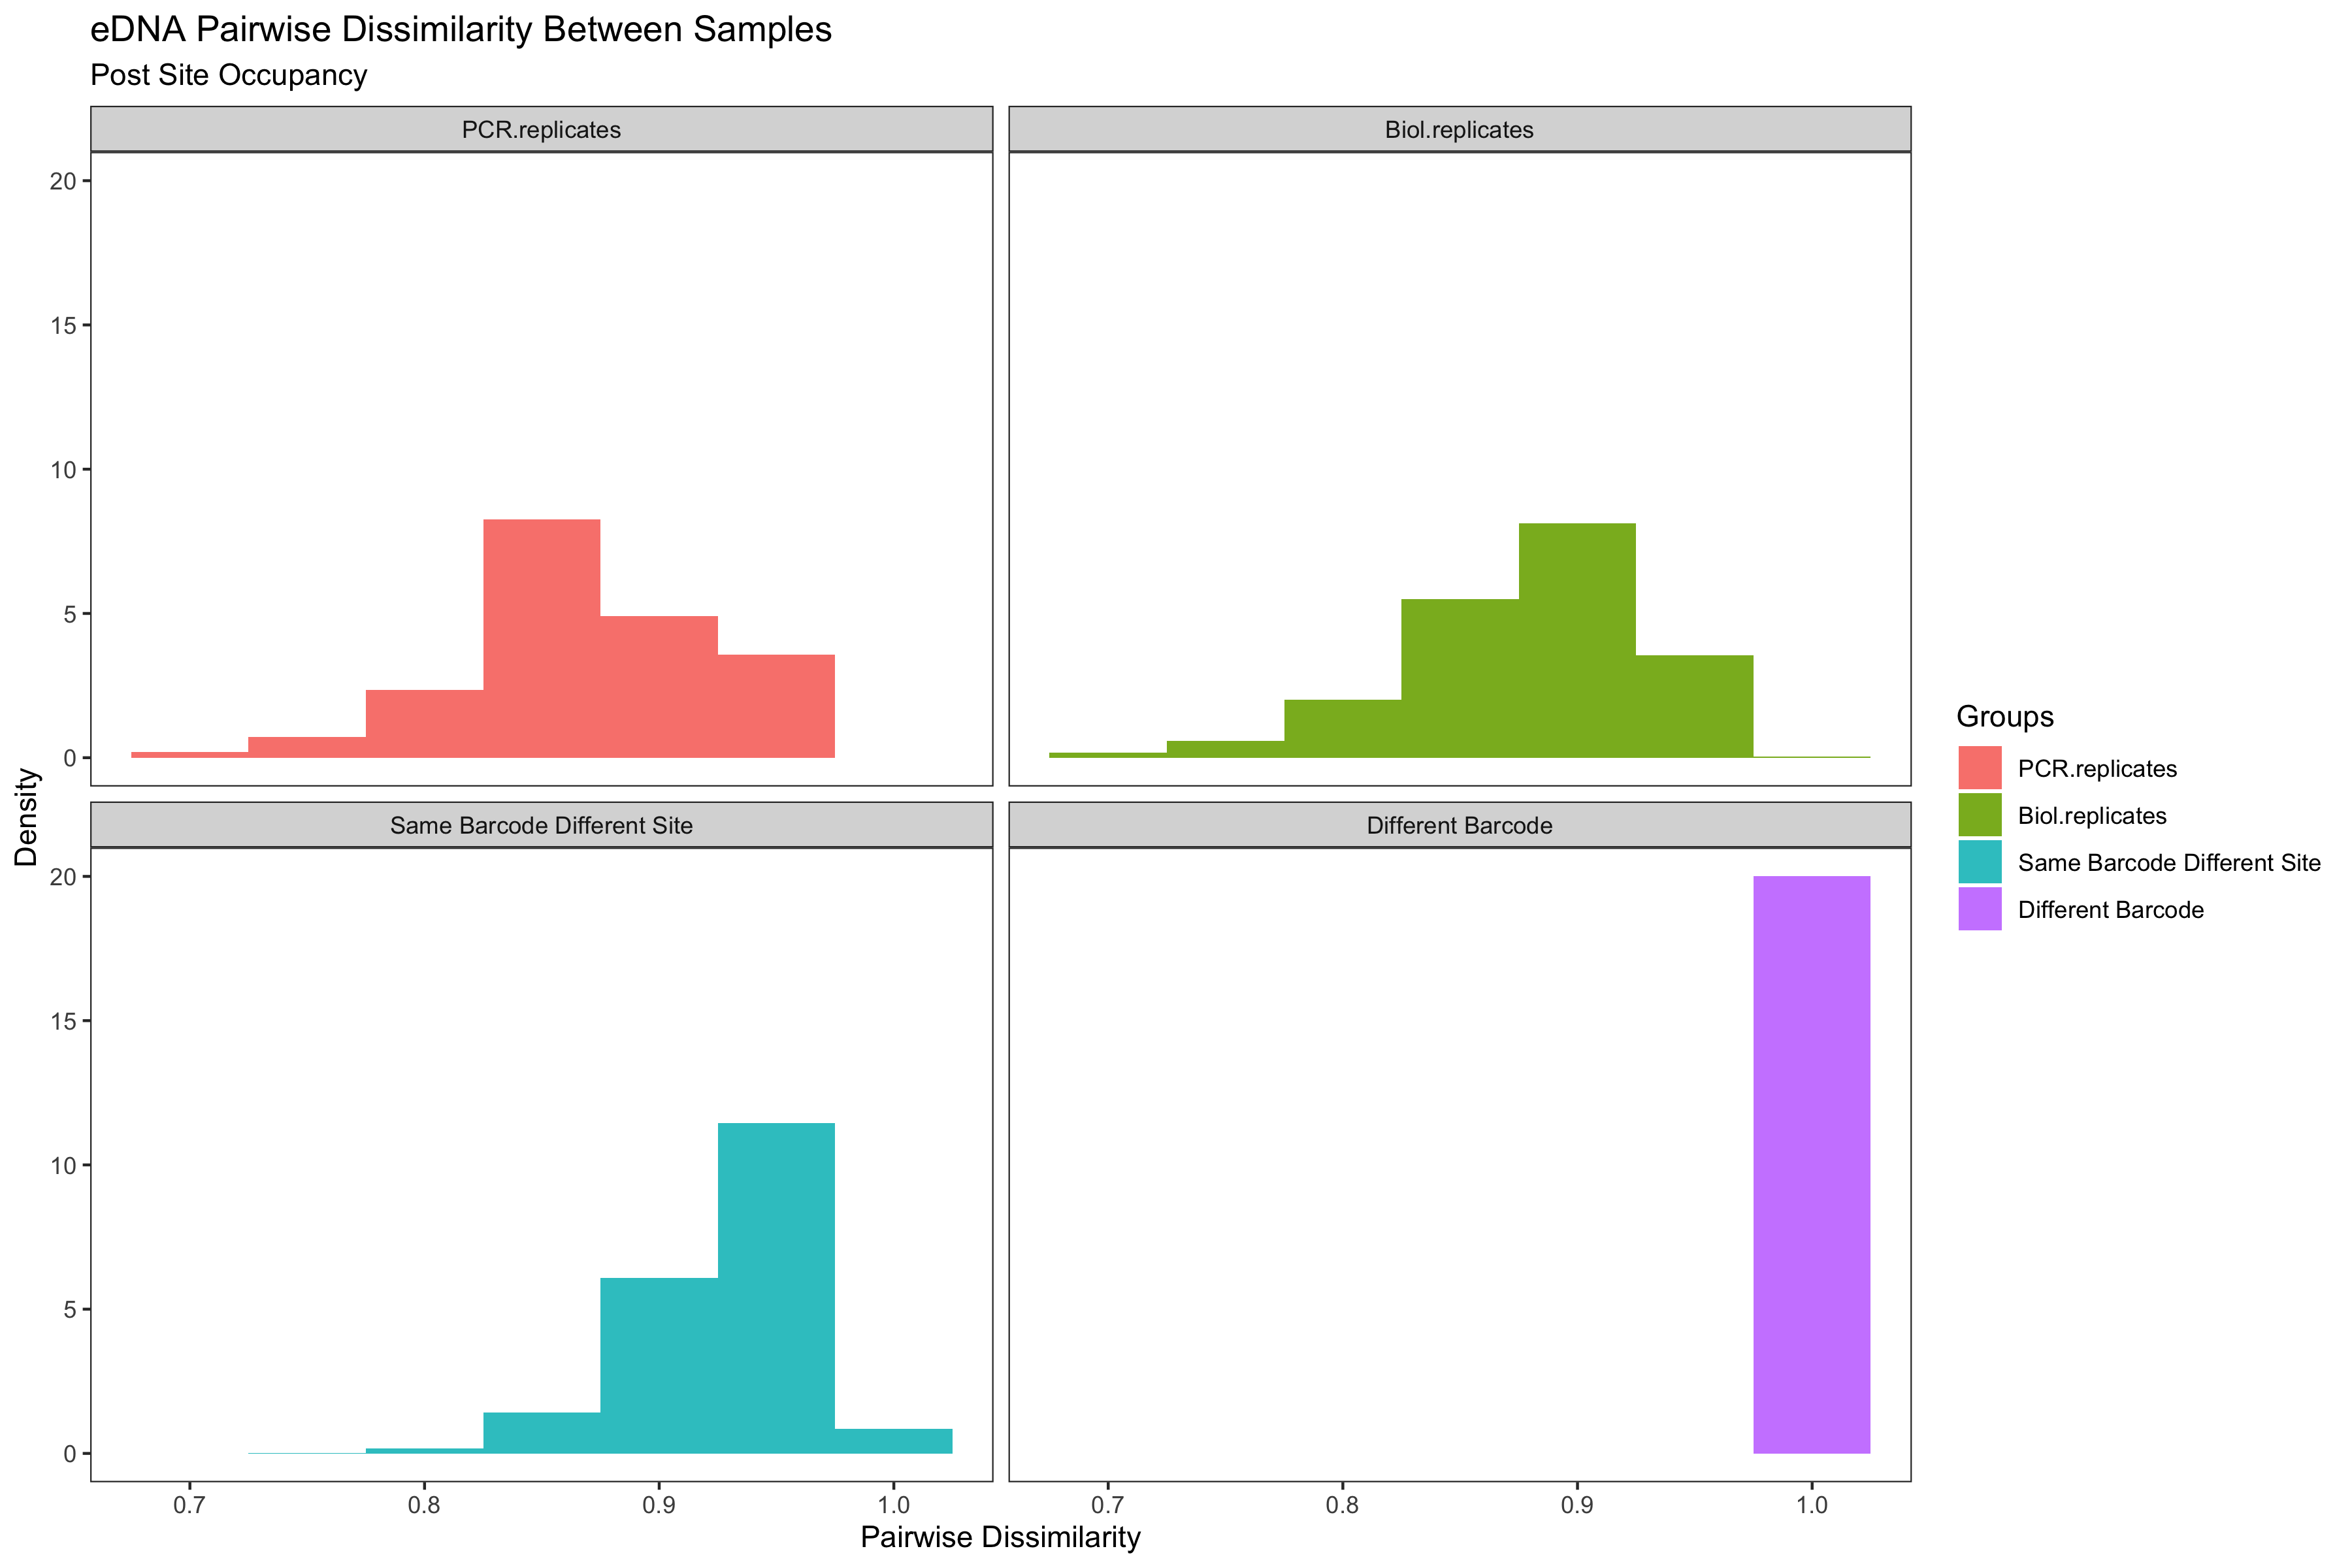 eDNA Pairwise Dissimilarity Between Samples
Post Site Occupancy
PCR.replicates
Biol.replicates
20
15
10
5
0
Same Barcode Different Site
Different Barcode
20
15
10
5
0
0.7
0.8
0.9
1.0
0.7
0.8
0.9
1.0
Density
Pairwise Dissimilarity
Groups
PCR.replicates
Biol.replicates
Same Barcode Different Site
Different Barcode